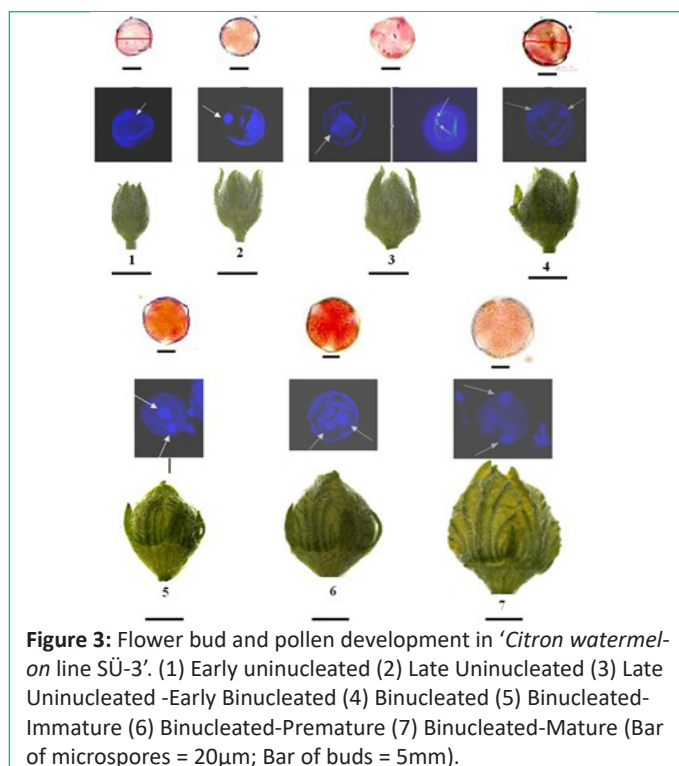 1
2
3
4
5
6
7
Figure 3: Flower bud and pollen development in ‘Citron watermel-
on line SÜ-3’. (1) Early uninucleated (2) Late Uninucleated (3) Late
Uninucleated -Early Binucleated (4) Binucleated (5) Binucleated-
Immature (6) Binucleated-Premature (7) Binucleated-Mature (Bar
of microspores = 20μm; Bar of buds = 5mm).